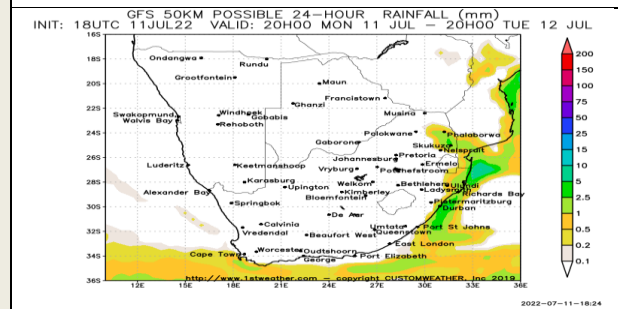 GFS 50KM POSSIBLE 24-HOUR RAINFALL (mm)
INIT: 18UTC 11JUL22 VALID: 20H00 MON 11 JUL - 20H00 TUE 12 JUL
16S
18S
20S
22S
24S
26S
28S
30S
32S
34S
36S
Ondangwa
Rundu
Grootfontein
Maun
Ghanzi
Francistown
Windhoek
Gobabis
Swakopmund
Walvis Bay
Rehoboth
Musina
Polokwane
Phalaborwa
Gaborone
Skukuza
Nelspruit
Pretoria
Johannesburg
Luderitz
Keetmanshoop
Vryburg
Potchefstroom
Ermelo
Karasburg
Upington
Welkom
Bethlehem
Ulundi
Alexander Bay
Kimberley
Ladysmith
Richards Bay
Springbok
Bloemfontein
Pietermaritzburg
Durban
De Aar
Calvinia
Vredendal
Beaufort West
Umtata
Port St Johns
Queenstown
East London
Cape Town
Worcester
Oudtshoorn
George
Port Elizabeth
http://www.1stweather.com - copyright CUSTOMWEATHER, Inc 2019
12E 15E 18E 21E 24E 27E 30E 33E 36E
200
150
100
75
50
25
15
10
5
2.5
1
0.5
0.2
0.1
2022-07-11-18:24